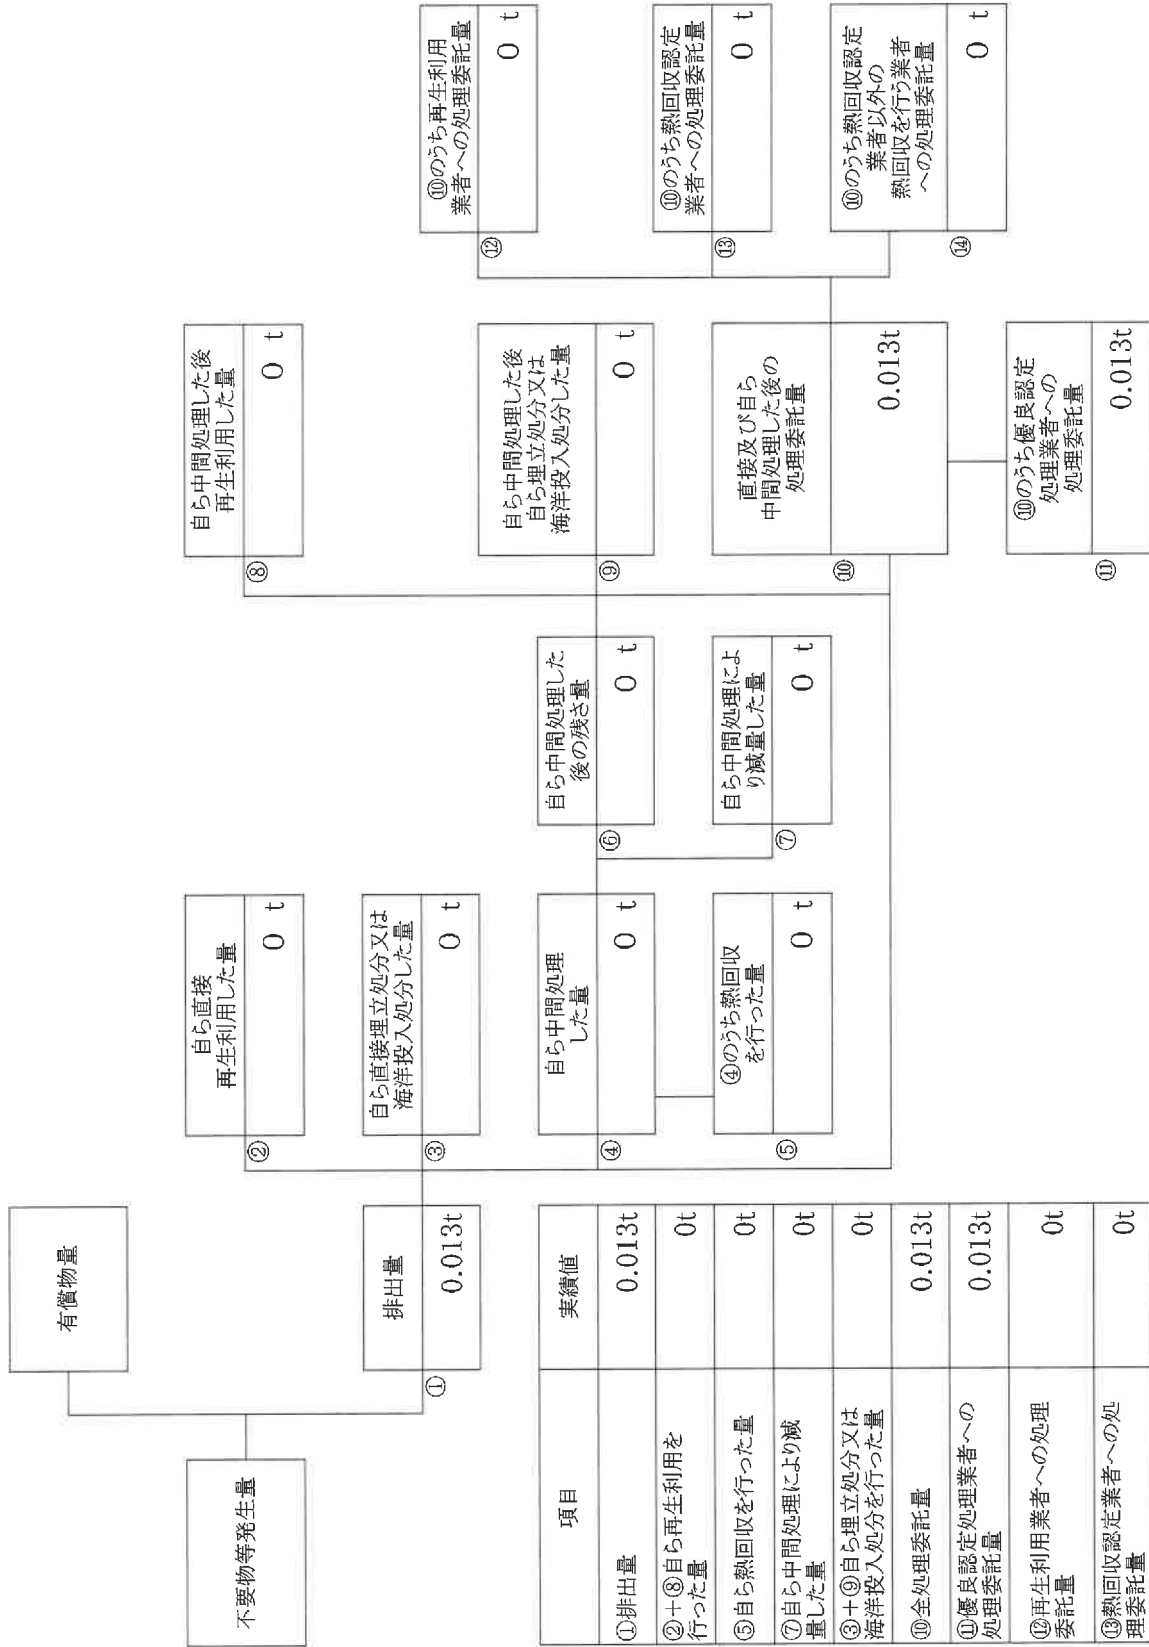 不要物等発生量
有償物量
①
排出量
0.013t
②
自ら直接
再生利用した量
0 t
③
自ら直接埋立処分又は
海洋投入処分した量
0 t
④
自ら中間処理
した量
0 t
⑤
④のうち熱回収
を行った量
0 t
⑥
自ら中間処理した
後の残さ量
0 t
⑦
自ら中間処理によ
り減量した量
0 t
⑧
自ら中間処理した後
再生利用した量
0 t
⑨
自ら中間処理した後
自ら埋立処分又は
海洋投入処分した量
0 t
⑩
直接及び自ら
中間処理した後の
処理委託量
0.013t
⑪
⑩のうち優良認定
処理業者への
処理委託量
0.013t
⑫
⑩のうち再生利用
業者への処理委託量
0 t
⑬
⑩のうち熱回収認定
業者への処理委託量
0 t
⑭
⑩のうち熱回収認定
業者以外の
熱回収を行う業者
への処理委託量
0 t
項目 実績値
①排出量 0.013t
②+⑧自ら再生利用を
行った量 0t
⑤自ら熱回収を行った量 0t
⑦自ら中間処理により減
量した量 0t
③+⑨自ら埋立処分又は
海洋投入処分を行った量 0t
⑩全処理委託量 0.013t
⑪優良認定処理業者への
処理委託量 0.013t
⑫再生利用業者への処理
委託量 0t
⑬熱回収認定業者への処
理委託量 0t